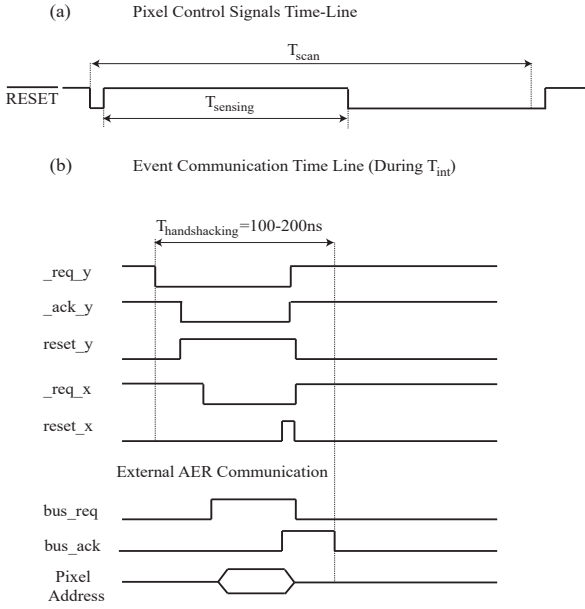 (a) Pixel Control Signals Time-Line
T_scan
RESET
T_sensing
(b) Event Communication Time Line (During T_int)
T_handshacking=100-200ns
_req_y
_ack_y
reset_y
_req_x
reset_x
External AER Communication
bus_req
bus_ack
Pixel
Address